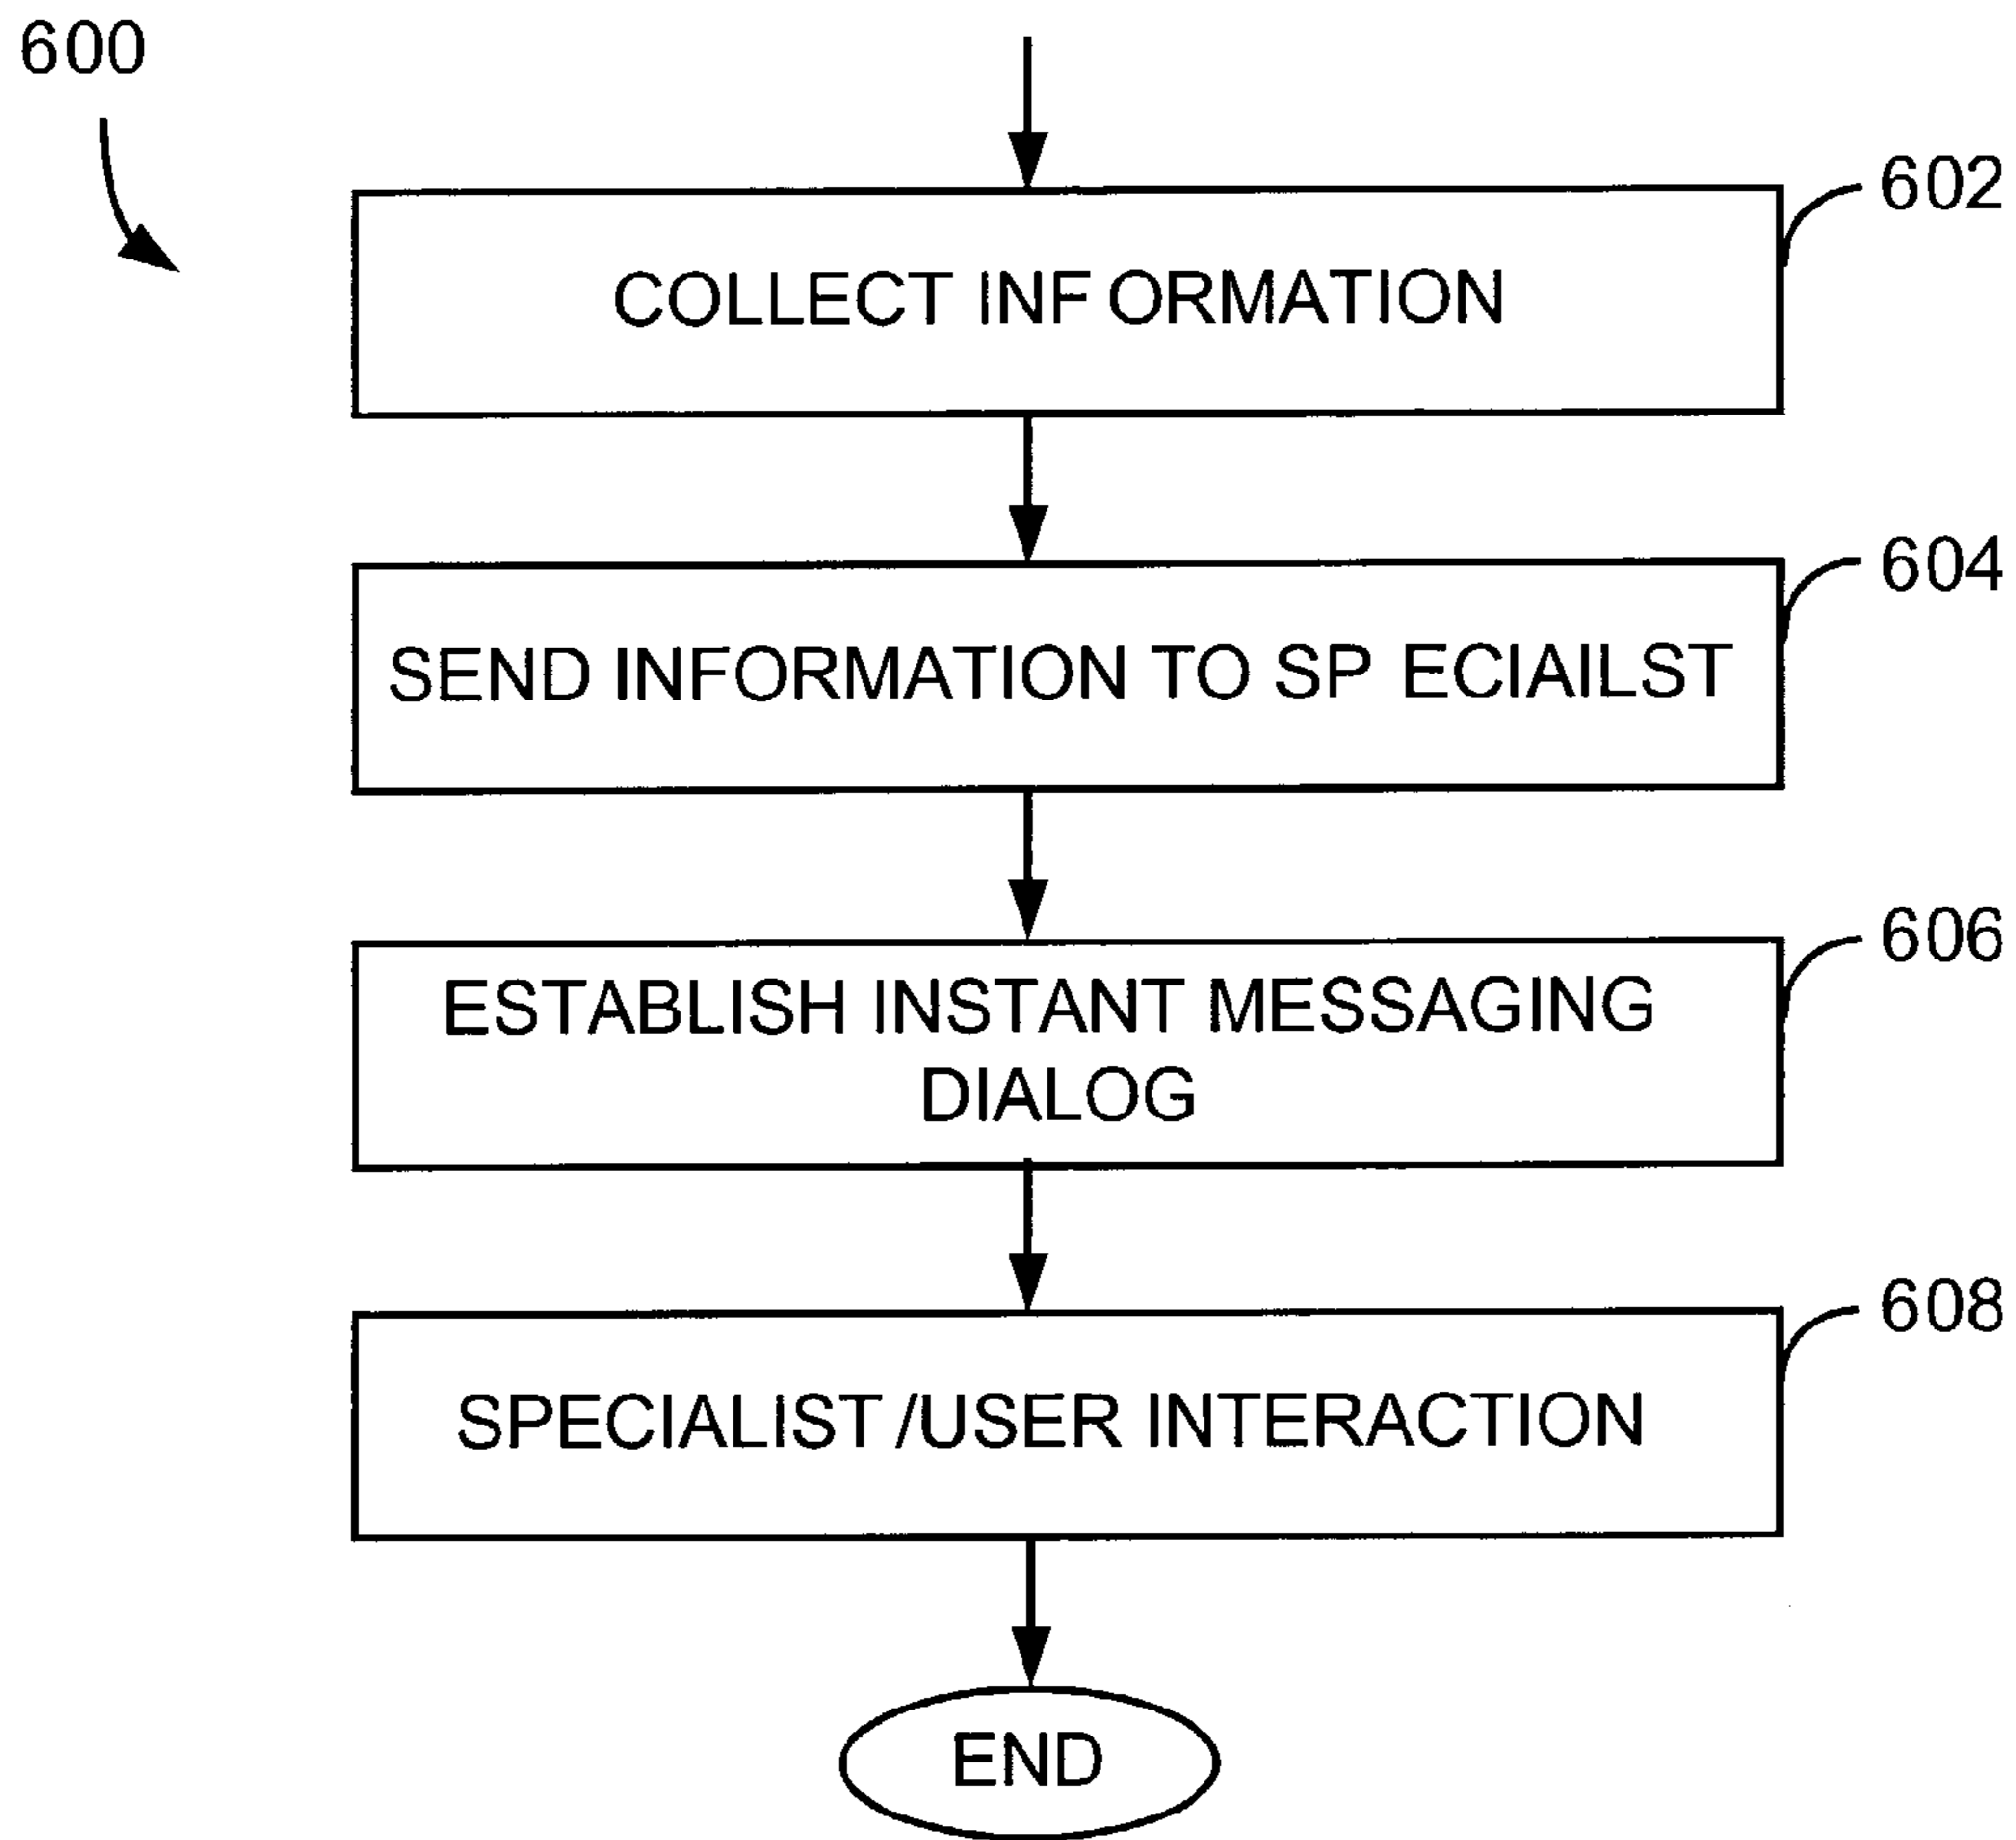 600
602
COLLECT INF ORMATION
604
SEND INFORMATION TO SP ECIAILST
606
ESTABLISH INSTANT MESSAGING
DIALOG
608
SPECIALIST /USER INTERACTION
END